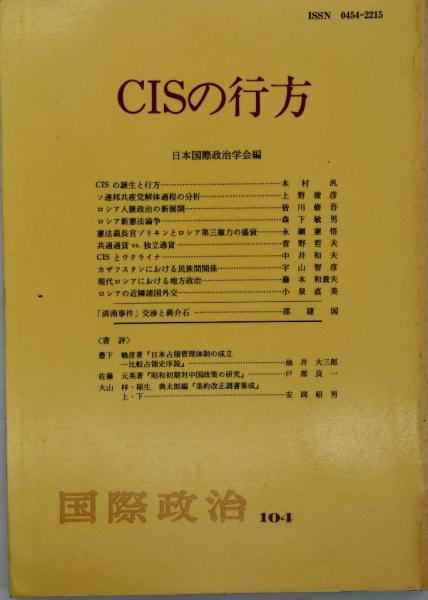 ISSN 0454-2215
CISの行方
日本国際政治学会編
CIS の誕生と行方…………木村 汎
ソ連邦共産党解体過程の分析…………上野俊彦
ロシア人脈政治の新展開…………皆川修吾
ロシア新憲法論争…………森下敏男
憲法裁長官ゾリキンとロシア第三権力の盛衰…………永綱憲悟
共通通貨 vs. 独立通貨…………菅野哲夫
CIS とウクライナ…………中井和夫
カザフスタンにおける民族間関係…………宇山智彦
現代ロシアにおける地方政治…………藤本和貴夫
ロシアの近隣諸国外交…………小泉直美
「済南事件」交渉と蔣介石…………邵建国
〈書 評〉
豊下 楢彦著『日本占領管理体制の成立
―比較占領史序説』…………油井大三郎
佐藤 元英著『昭和初期対中国政策の研究』…………戸部良一
大山 梓・稲生 典太郎編『条約改正調書集成』
上・下…………安岡昭男
国際政治 104